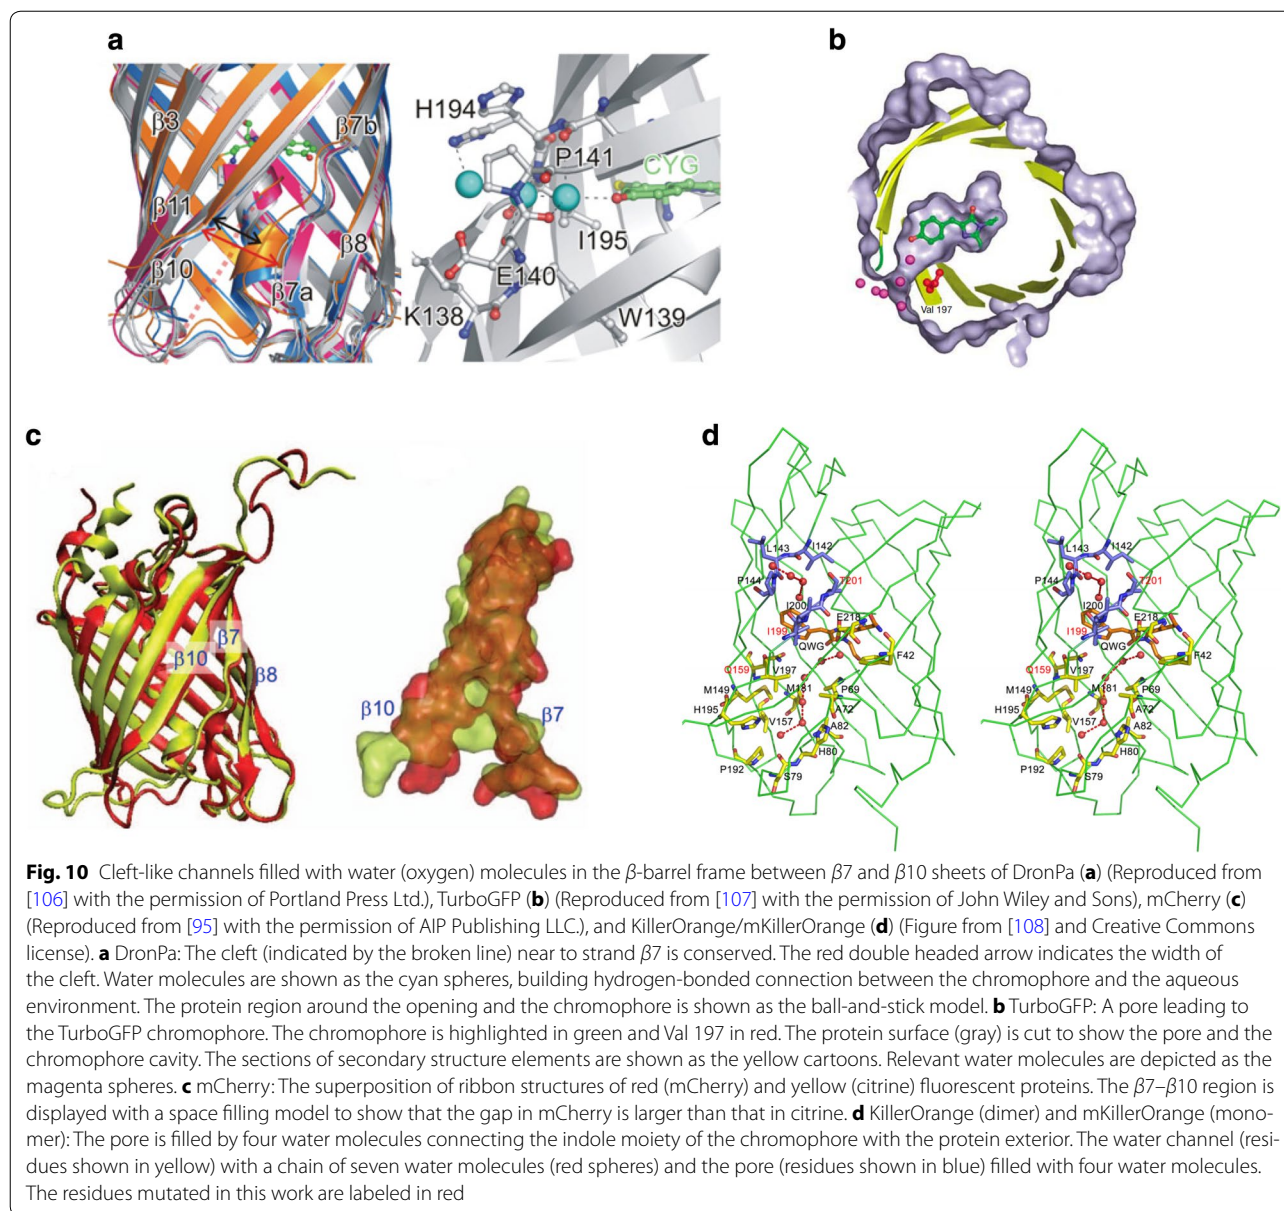 a
β3
β7b
β11
β10
β8
β7a
H194
P141
CYG
I195
E140
K138
W139
b
Val 197
c
β7
β10
β8
β10
β7
d
L143
I142
P144
T201
I200
E218
I199
QWG
F42
Q159
V197
M149
M181
P69
H195
A72
V157
A82
H80
P192
S79
L143
I142
P144
T201
I200
E218
I199
QWG
F42
Q159
V197
M149
M181
P69
H195
A72
V157
A82
H80
P192
S79
Fig. 10 Cleft-like channels filled with water (oxygen) molecules in the β-barrel frame between β7 and β10 sheets of DronPa (a) (Reproduced from
[106] with the permission of Portland Press Ltd.), TurboGFP (b) (Reproduced from [107] with the permission of John Wiley and Sons), mCherry (c)
(Reproduced from [95] with the permission of AIP Publishing LLC.), and KillerOrange/mKillerOrange (d) (Figure from [108] and Creative Commons
license). a DronPa: The cleft (indicated by the broken line) near to strand β7 is conserved. The red double headed arrow indicates the width of
the cleft. Water molecules are shown as the cyan spheres, building hydrogen-bonded connection between the chromophore and the aqueous
environment. The protein region around the opening and the chromophore is shown as the ball-and-stick model. b TurboGFP: A pore leading to
the TurboGFP chromophore. The chromophore is highlighted in green and Val 197 in red. The protein surface (gray) is cut to show the pore and the
chromophore cavity. The sections of secondary structure elements are shown as the yellow cartoons. Relevant water molecules are depicted as the
magenta spheres. c mCherry: The superposition of ribbon structures of red (mCherry) and yellow (citrine) fluorescent proteins. The β7–β10 region is
displayed with a space filling model to show that the gap in mCherry is larger than that in citrine. d KillerOrange (dimer) and mKillerOrange (mono-
mer): The pore is filled by four water molecules connecting the indole moiety of the chromophore with the protein exterior. The water channel (resi-
dues shown in yellow) with a chain of seven water molecules (red spheres) and the pore (residues shown in blue) filled with four water molecules.
The residues mutated in this work are labeled in red